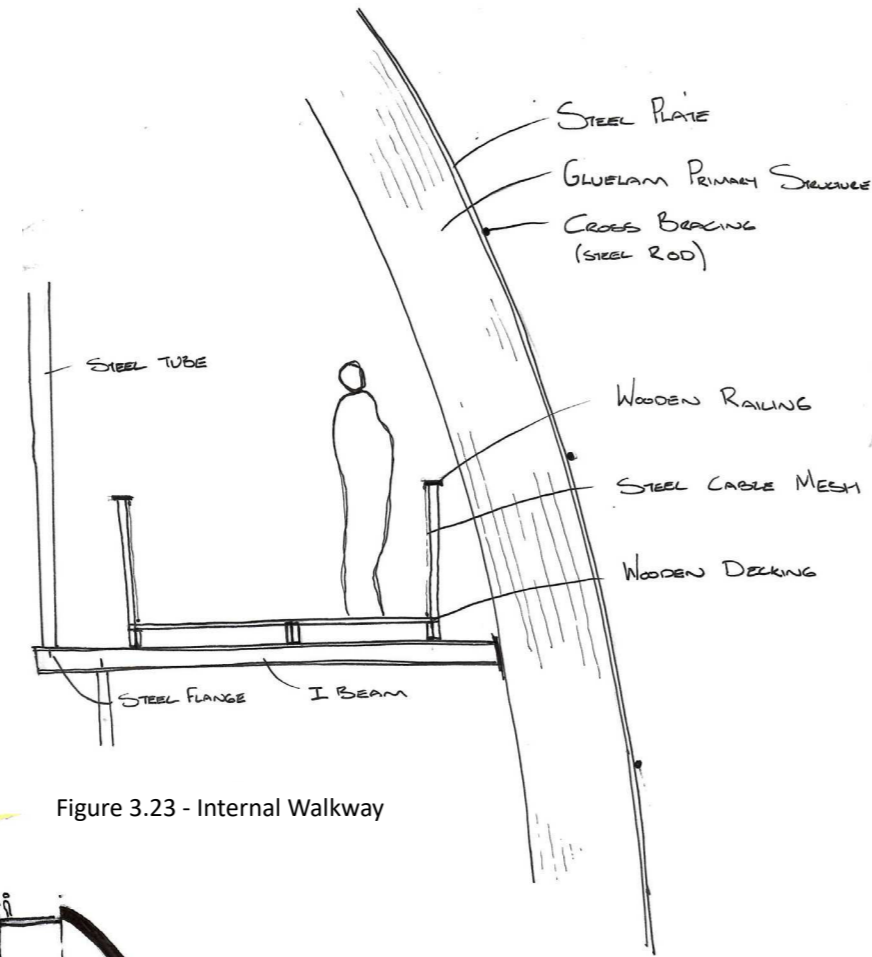 STEEL PLATE
GLUELAM PRIMARY STRUCTURE
CROSS BRACING
(STEEL ROD)
STEEL TUBE
WOODEN RAILING
STEEL CABLE MESH
WOODEN DECKING
STEEL FLANGE
I BEAM
Figure 3.23 - Internal Walkway